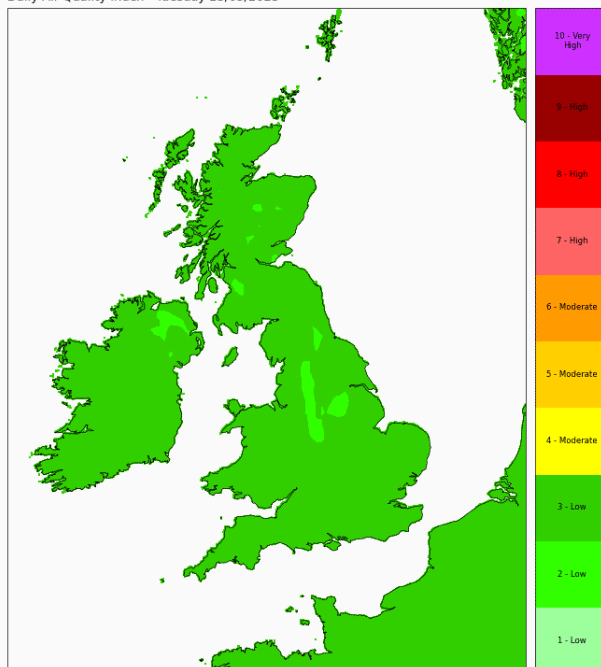 10 - Very
High
9 - High
8 - High
7 - High
6 - Moderate
5 - Moderate
4 - Moderate
3 - Low
2 - Low
1 - Low